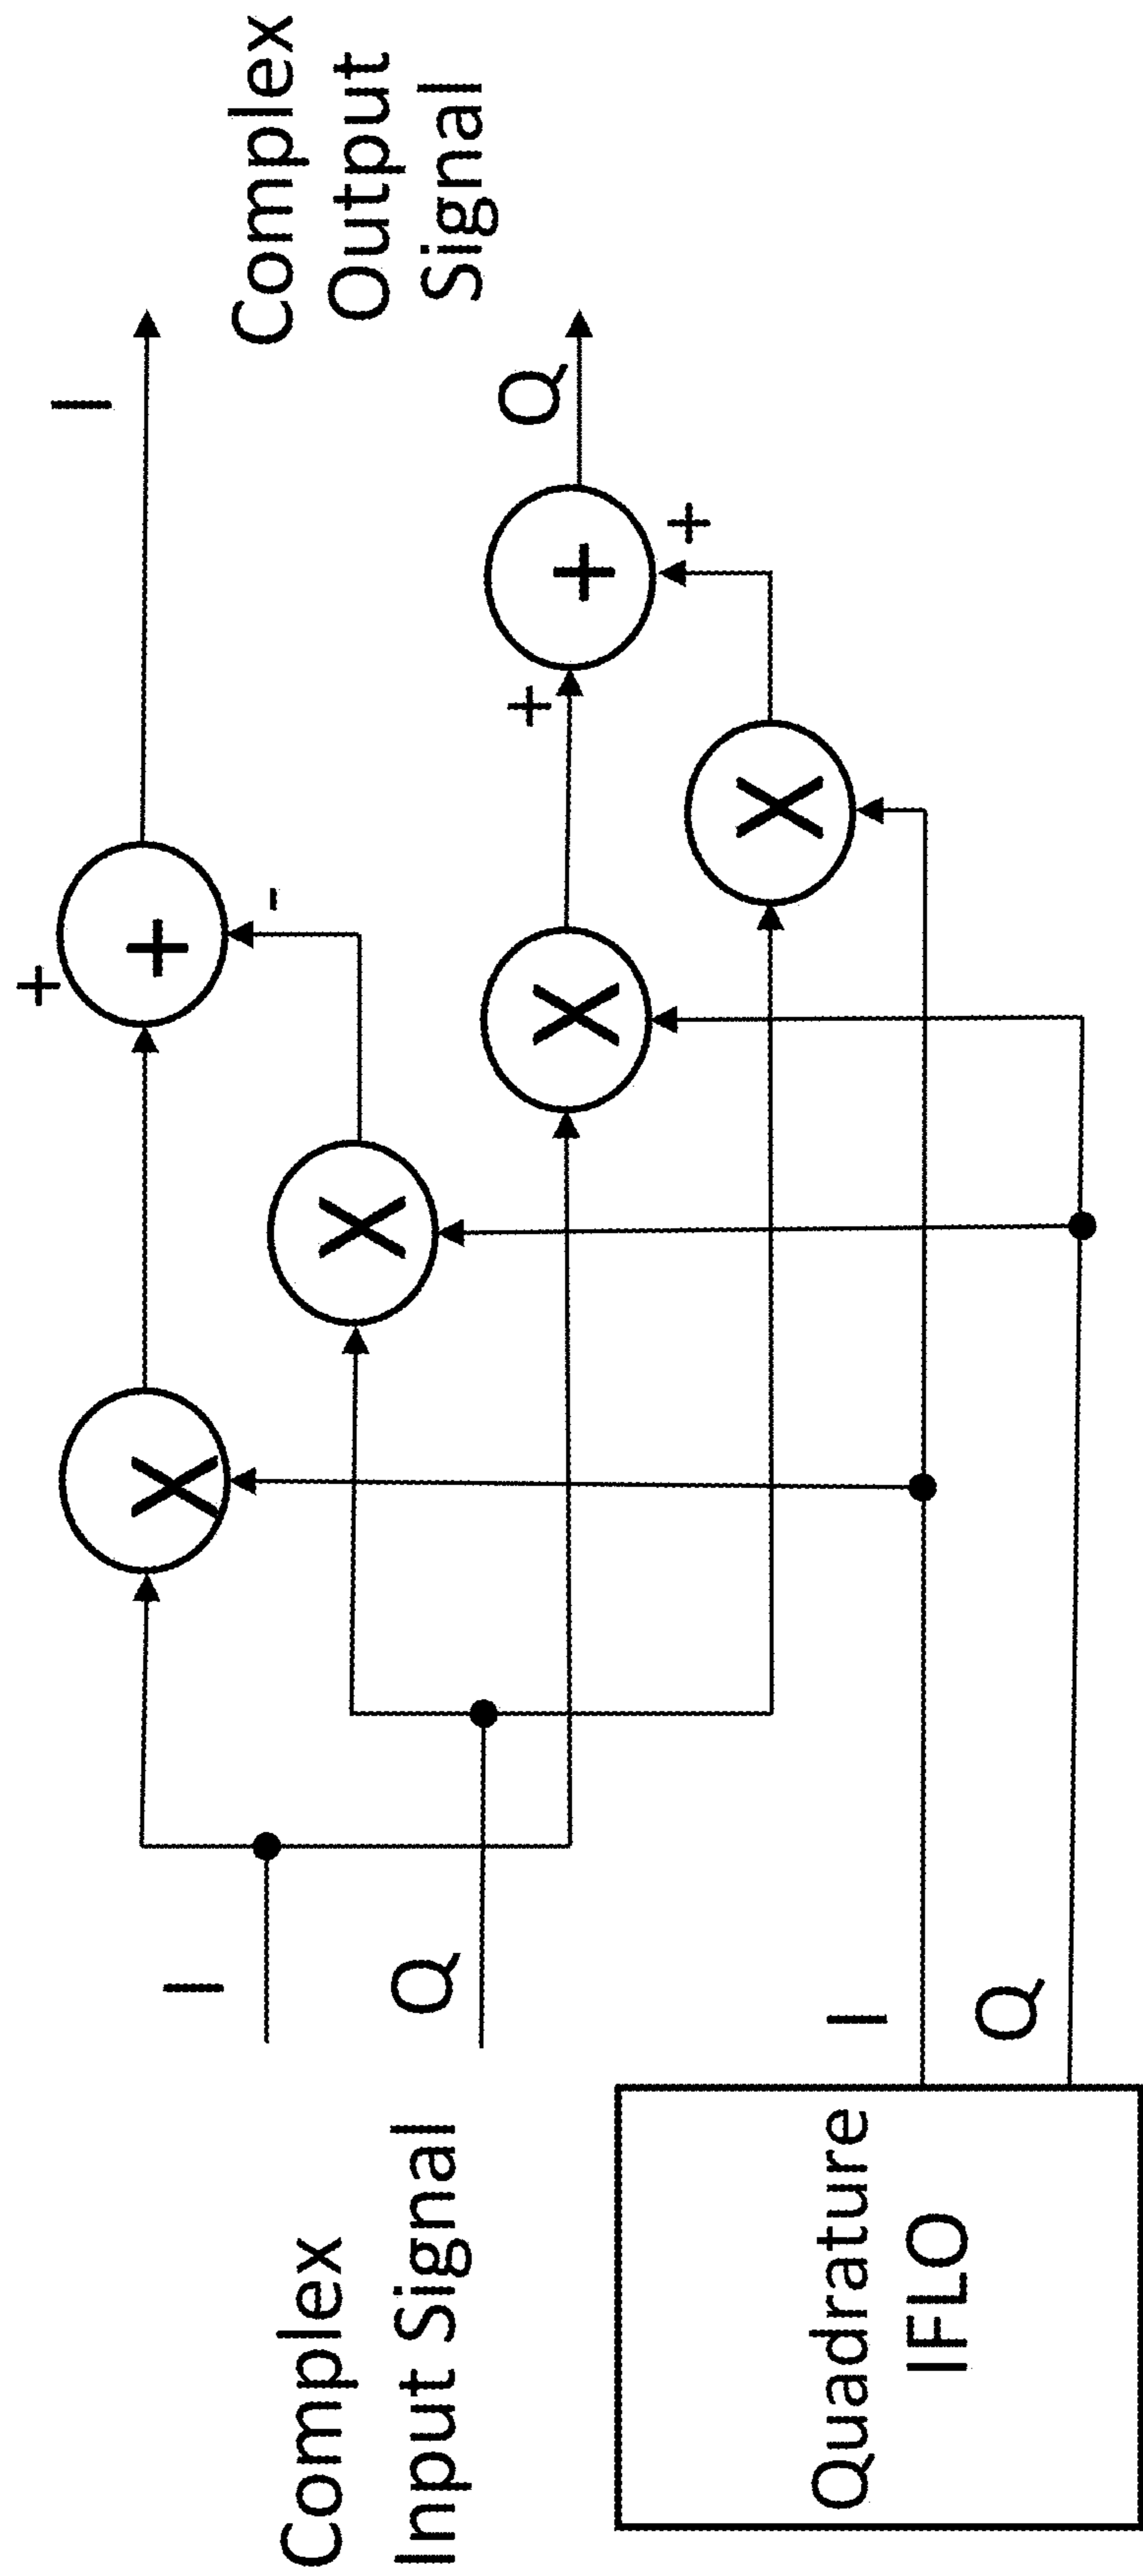 Complex
Input Signal
I
Q
Quadrature
IFLO
I
Q
X
X
X
X
+
+
-
+
+
+
I
Q
Complex
Output
Signal